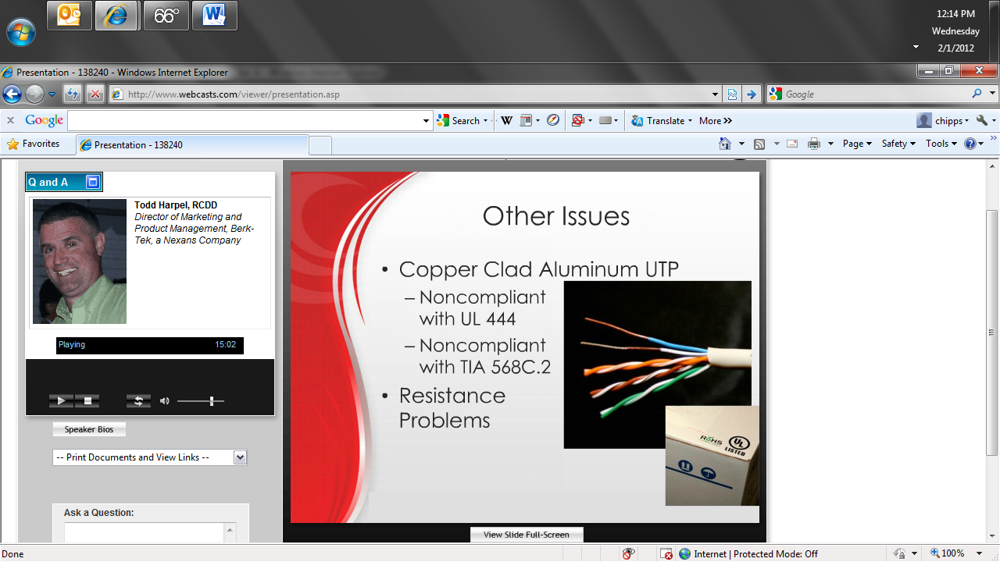 66°
12:14 PM
Wednesday
2/1/2012
Presentation - 138240 - Windows Internet Explorer
http://www.webcasts.com/viewer/presentation.asp
Google
x Google
Search
W
Translate
More »
chipps
Favorites
Presentation - 138240
Page
Safety
Tools
Q and A
Todd Harpel, RCDD
Director of Marketing and
Product Management, Berk-
Tek, a Nexans Company
Playing
15:02
Speaker Bios
-- Print Documents and View Links --
Ask a Question:
Other Issues
• Copper Clad Aluminum UTP
– Noncompliant
with UL 444
– Noncompliant
with TIA 568C.2
• Resistance
Problems
RoHS
UL
LISTED
View Slide Full-Screen
Done
Internet | Protected Mode: Off
100%